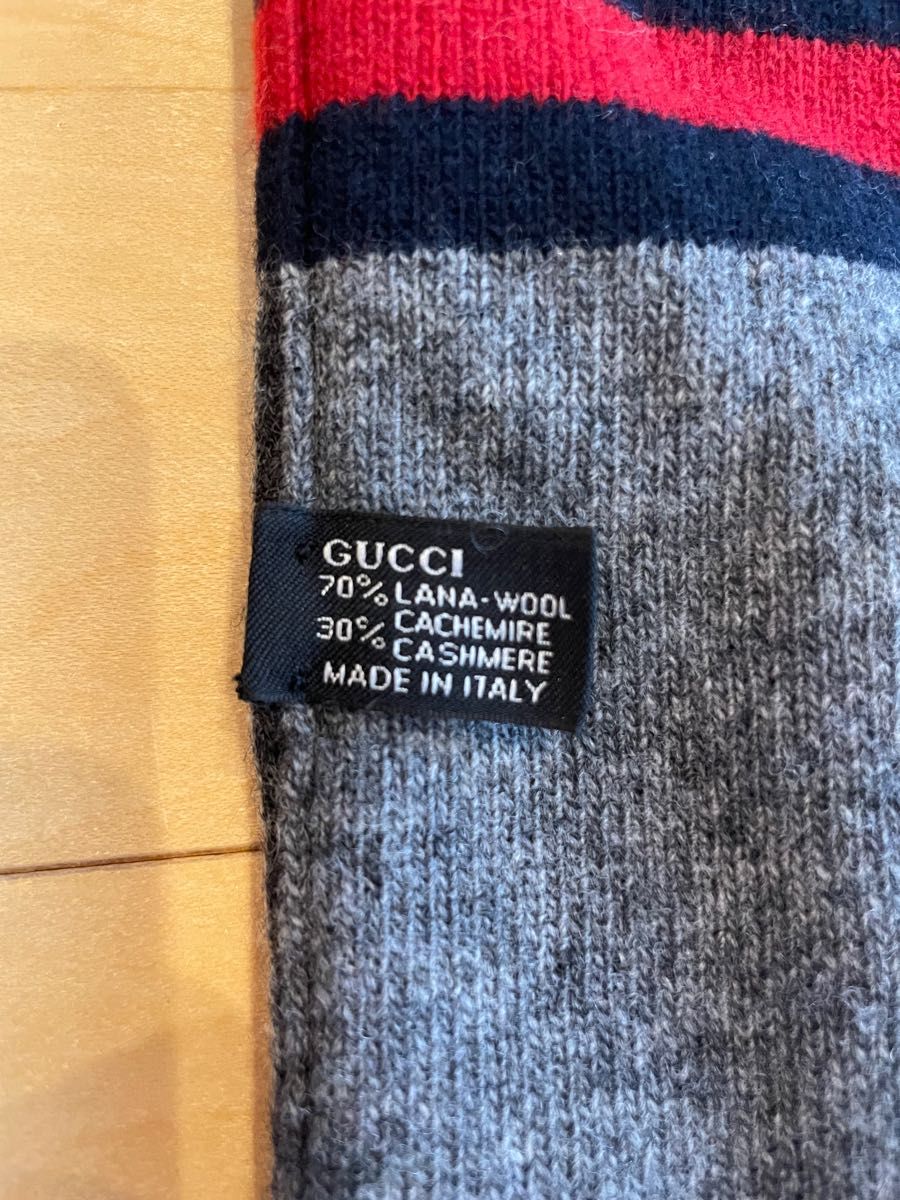 GUCCI
70% LANA-WOOL
30% CACHEMIRE
CASHMERE
MADE IN ITALY